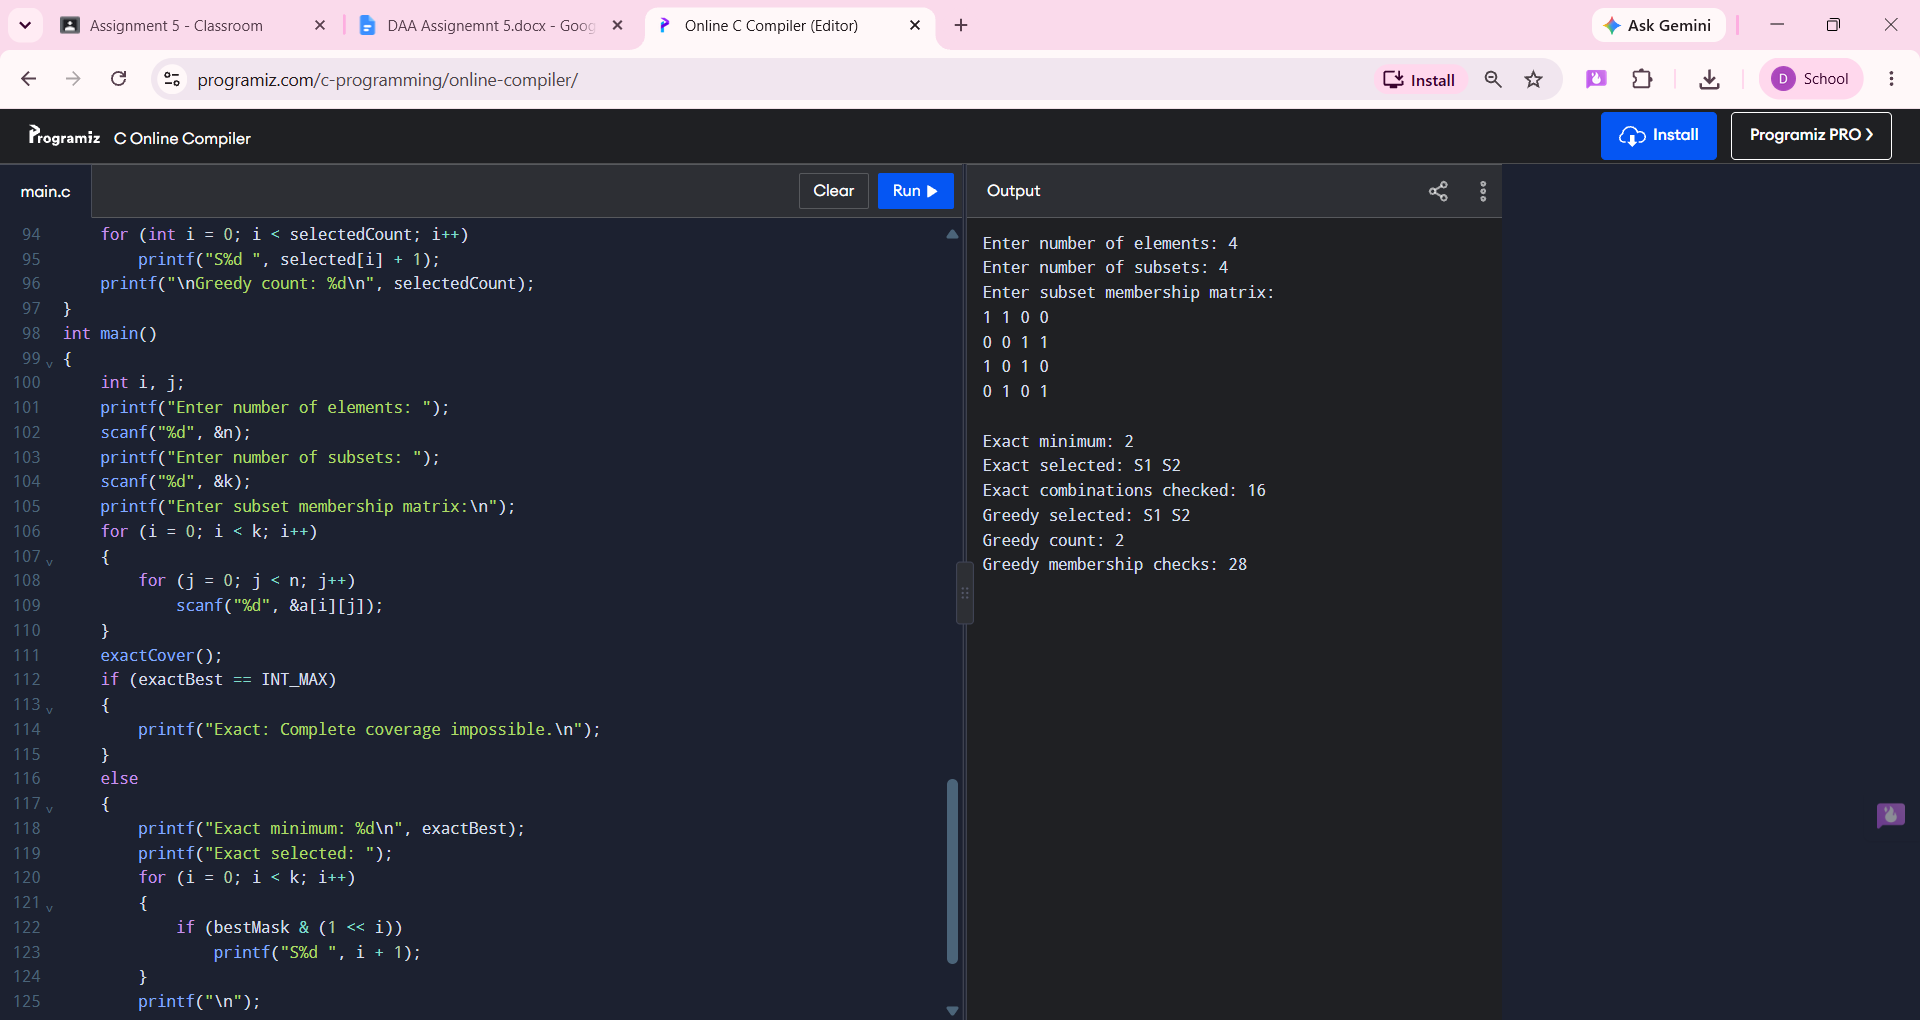 Assignment 5 - Classroom
DAA Assignemnt 5.docx - Goog
Online C Compiler (Editor)
Ask Gemini
programiz.com/c-programming/online-compiler/
Install
D School
Programiz C Online Compiler
Install
Programiz PRO
main.c
Clear
Run
94 for (int i = 0; i < selectedCount; i++)
95 printf("S%d ", selected[i] + 1);
96 printf("\nGreedy count: %d\n", selectedCount);
97 }
98 int main()
99 {
100 int i, j;
101 printf("Enter number of elements: ");
102 scanf("%d", &n);
103 printf("Enter number of subsets: ");
104 scanf("%d", &k);
105 printf("Enter subset membership matrix:\n");
106 for (i = 0; i < k; i++)
107 {
108 for (j = 0; j < n; j++)
109 scanf("%d", &a[i][j]);
110 }
111 exactCover();
112 if (exactBest == INT_MAX)
113 {
114 printf("Exact: Complete coverage impossible.\n");
115 }
116 else
117 {
118 printf("Exact minimum: %d\n", exactBest);
119 printf("Exact selected: ");
120 for (i = 0; i < k; i++)
121 {
122 if (bestMask & (1 << i))
123 printf("S%d ", i + 1);
124 }
125 printf("\n");
Output
Enter number of elements: 4
Enter number of subsets: 4
Enter subset membership matrix:
1 1 0 0
0 0 1 1
1 0 1 0
0 1 0 1
Exact minimum: 2
Exact selected: S1 S2
Exact combinations checked: 16
Greedy selected: S1 S2
Greedy count: 2
Greedy membership checks: 28